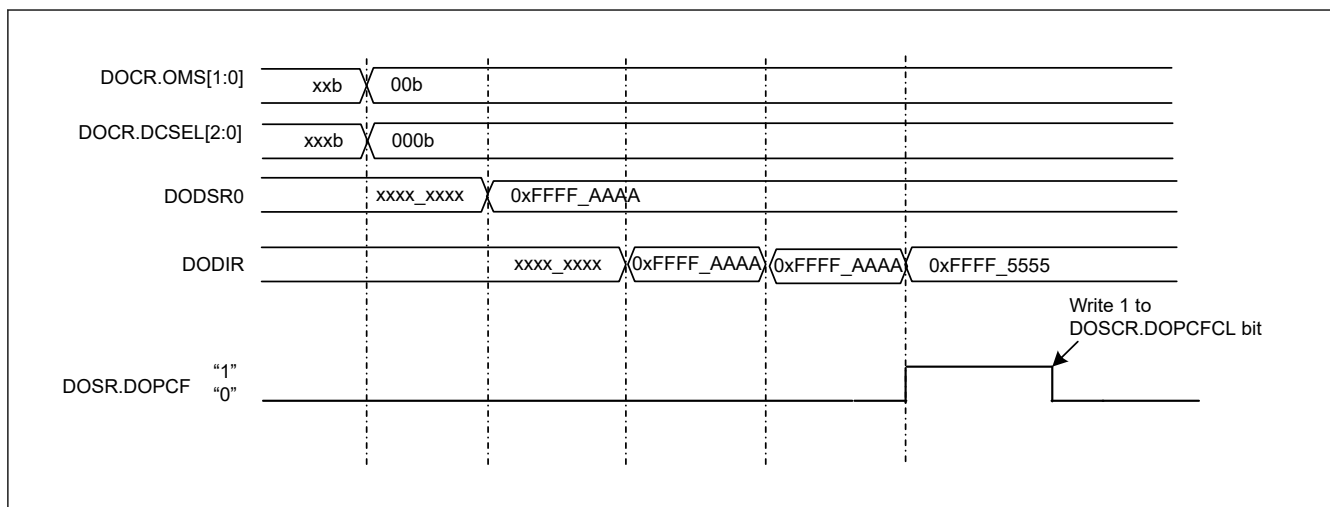 DOCR.OMS[1:0] xxb 00b
DOCR.DCSEL[2:0] xxxb 000b
DODSR0 xxxx_xxxx 0xFFFF_AAAA
DODIR xxxx_xxxx 0xFFFF_AAAA 0xFFFF_AAAA 0xFFFF_5555
Write 1 to
DOSCR.DOPCFCL bit
DOSR.DOPCF “1”
“0”